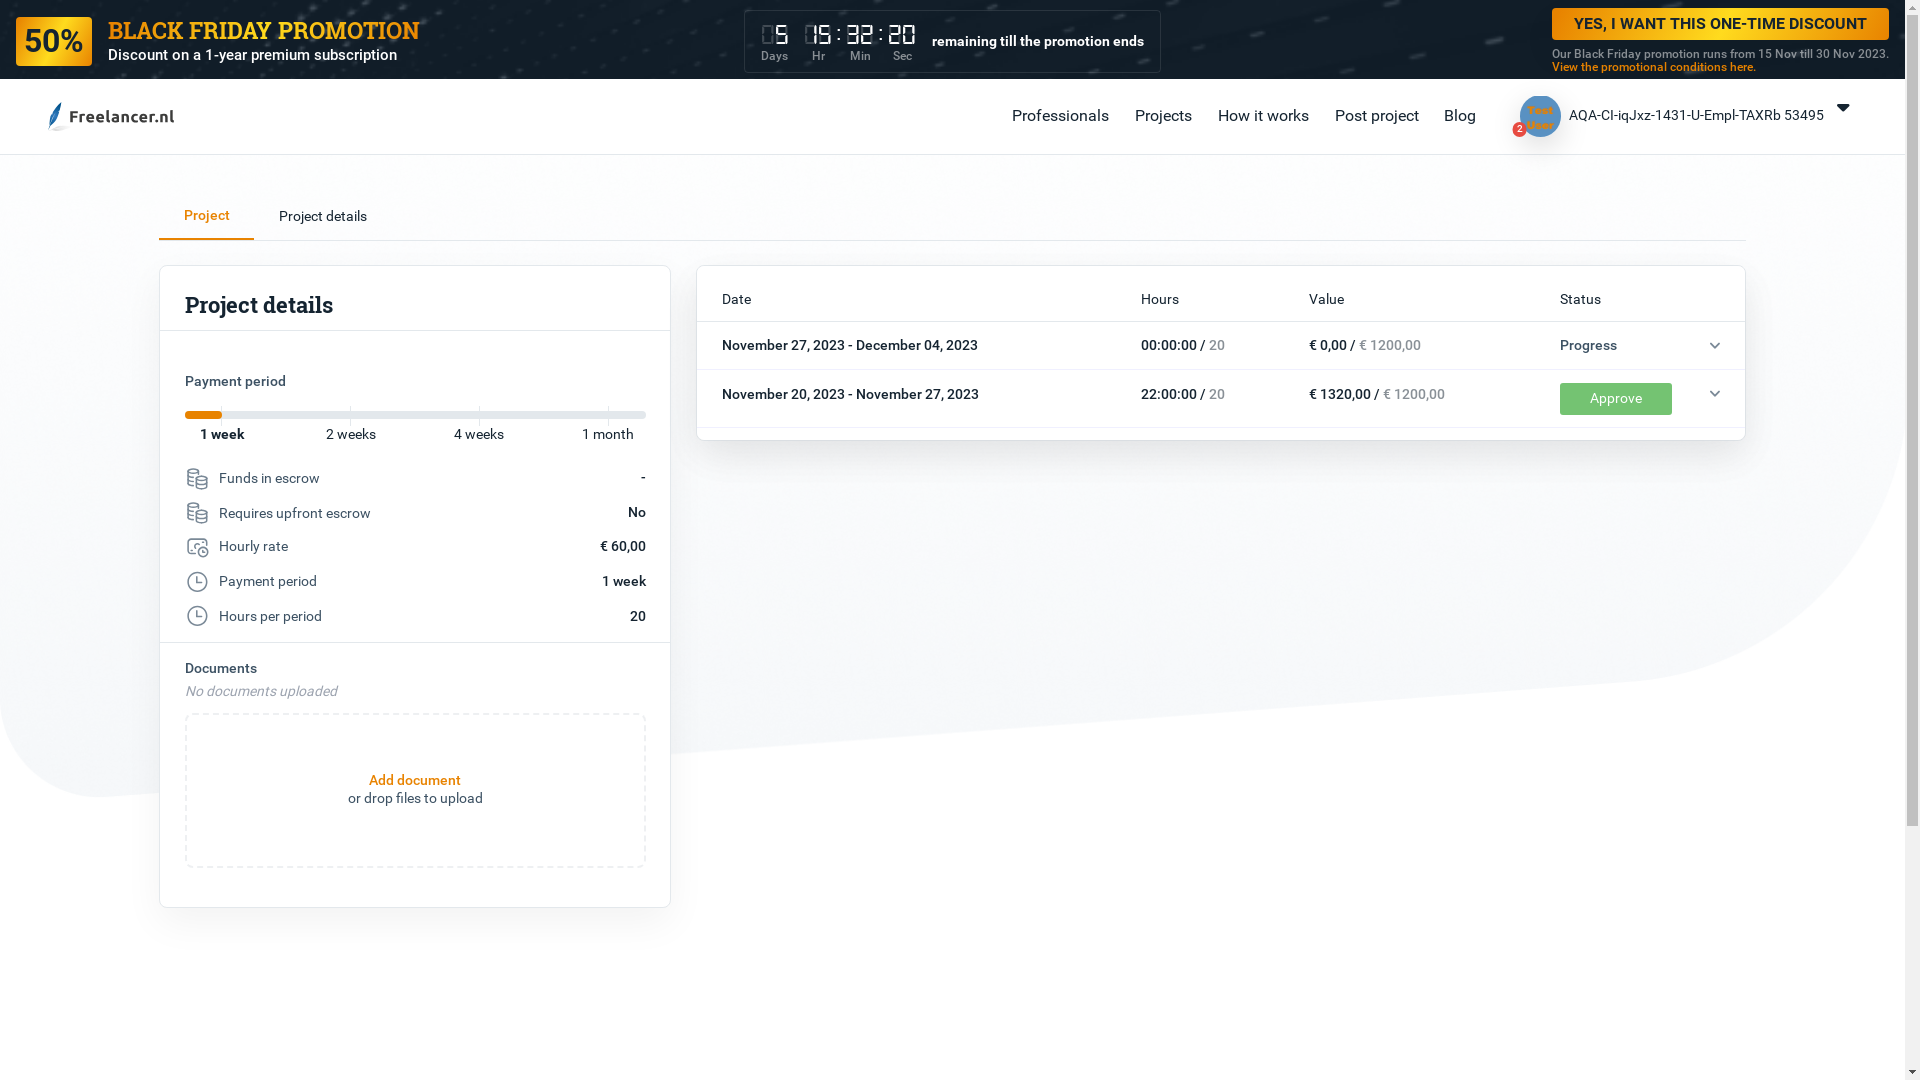 50%
BLACK FRIDAY PROMOTION
Discount on a 1-year premium subscription
5 15 : 32 : 20
Days Hr Min Sec
remaining till the promotion ends
YES, I WANT THIS ONE-TIME DISCOUNT
Our Black Friday promotion runs from 15 Nov till 30 Nov 2023.
View the promotional conditions here.
Freelancer.nl
Professionals Projects How it works Post project Blog
Test
User
2
AQA-CI-iqJxz-1431-U-Empl-TAXRb 53495
Project Project details
Project details
Payment period
1 week 2 weeks 4 weeks 1 month
Funds in escrow -
Requires upfront escrow No
Hourly rate € 60,00
Payment period 1 week
Hours per period 20
Documents
No documents uploaded
Add document
or drop files to upload
Date Hours Value Status
November 27, 2023 - December 04, 2023 00:00:00 / 20 € 0,00 / € 1200,00 Progress
November 20, 2023 - November 27, 2023 22:00:00 / 20 € 1320,00 / € 1200,00 Approve